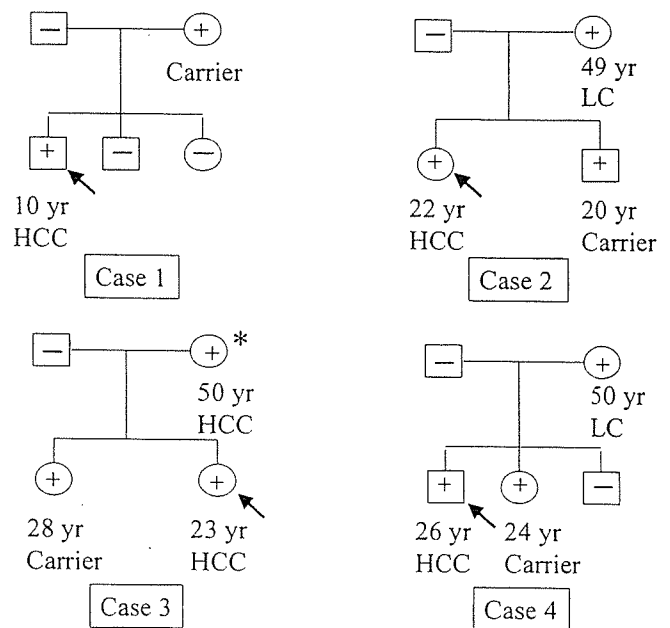 − +
Carrier
+ − −
10 yr
HCC
Case 1
− +
49 yr
LC
+ +
22 yr 20 yr
HCC Carrier
Case 2
− + *
50 yr
HCC
+ +
28 yr 23 yr
Carrier HCC
Case 3
− +
50 yr
LC
+ + −
26 yr 24 yr
HCC Carrier
Case 4